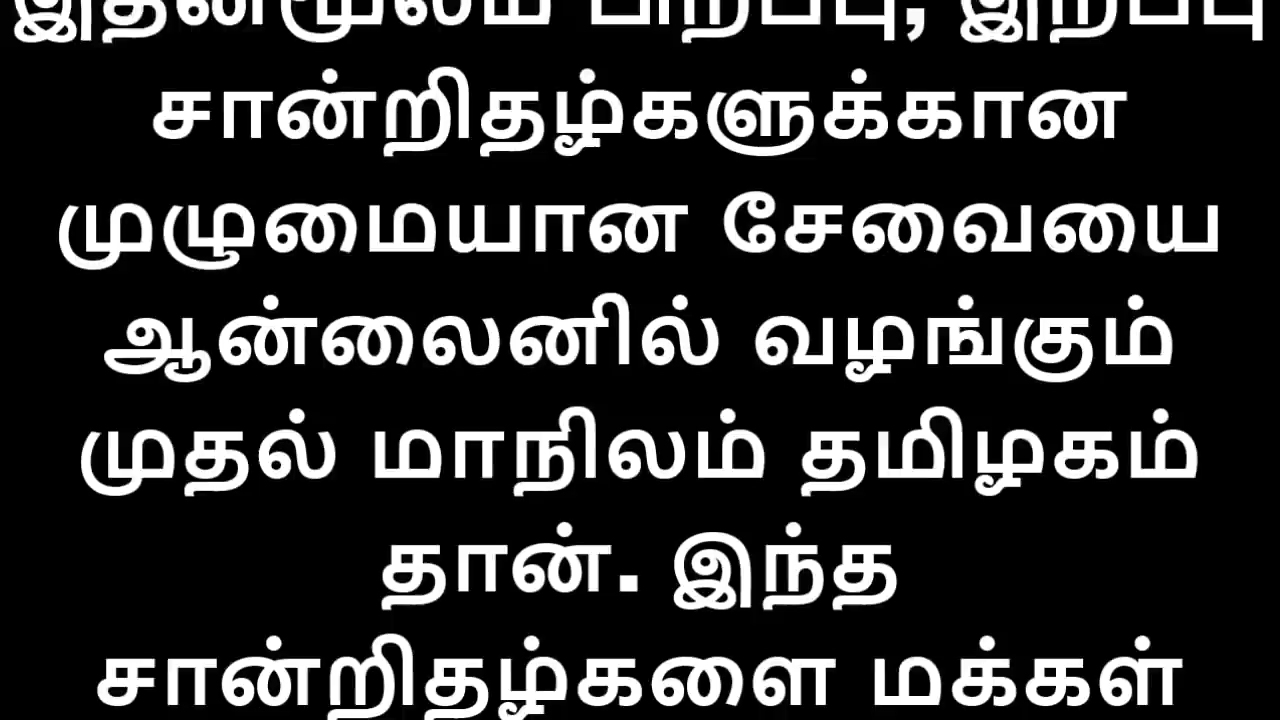 இதன்மூலம் பிறப்பு, இறப்பு
சான்றிதழ்களுக்கான
முழுமையான சேவையை
ஆன்லைனில் வழங்கும்
முதல் மாநிலம் தமிழகம்
தான். இந்த
சான்றிதழ்களை மக்கள்